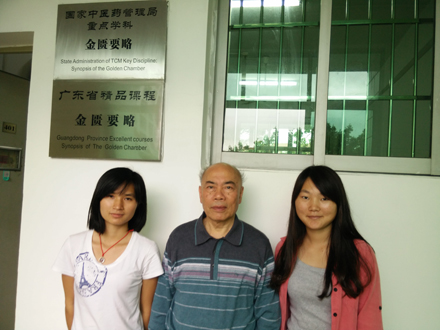 国家中医药管理局
重点学科
金匮要略
State Administration of TCM Key Discipline
Synopsis of the Golden Chamber
广东省精品课程
金匮要略
Guangdong Province Excellent courses
Synopsis of The Golden Chamber